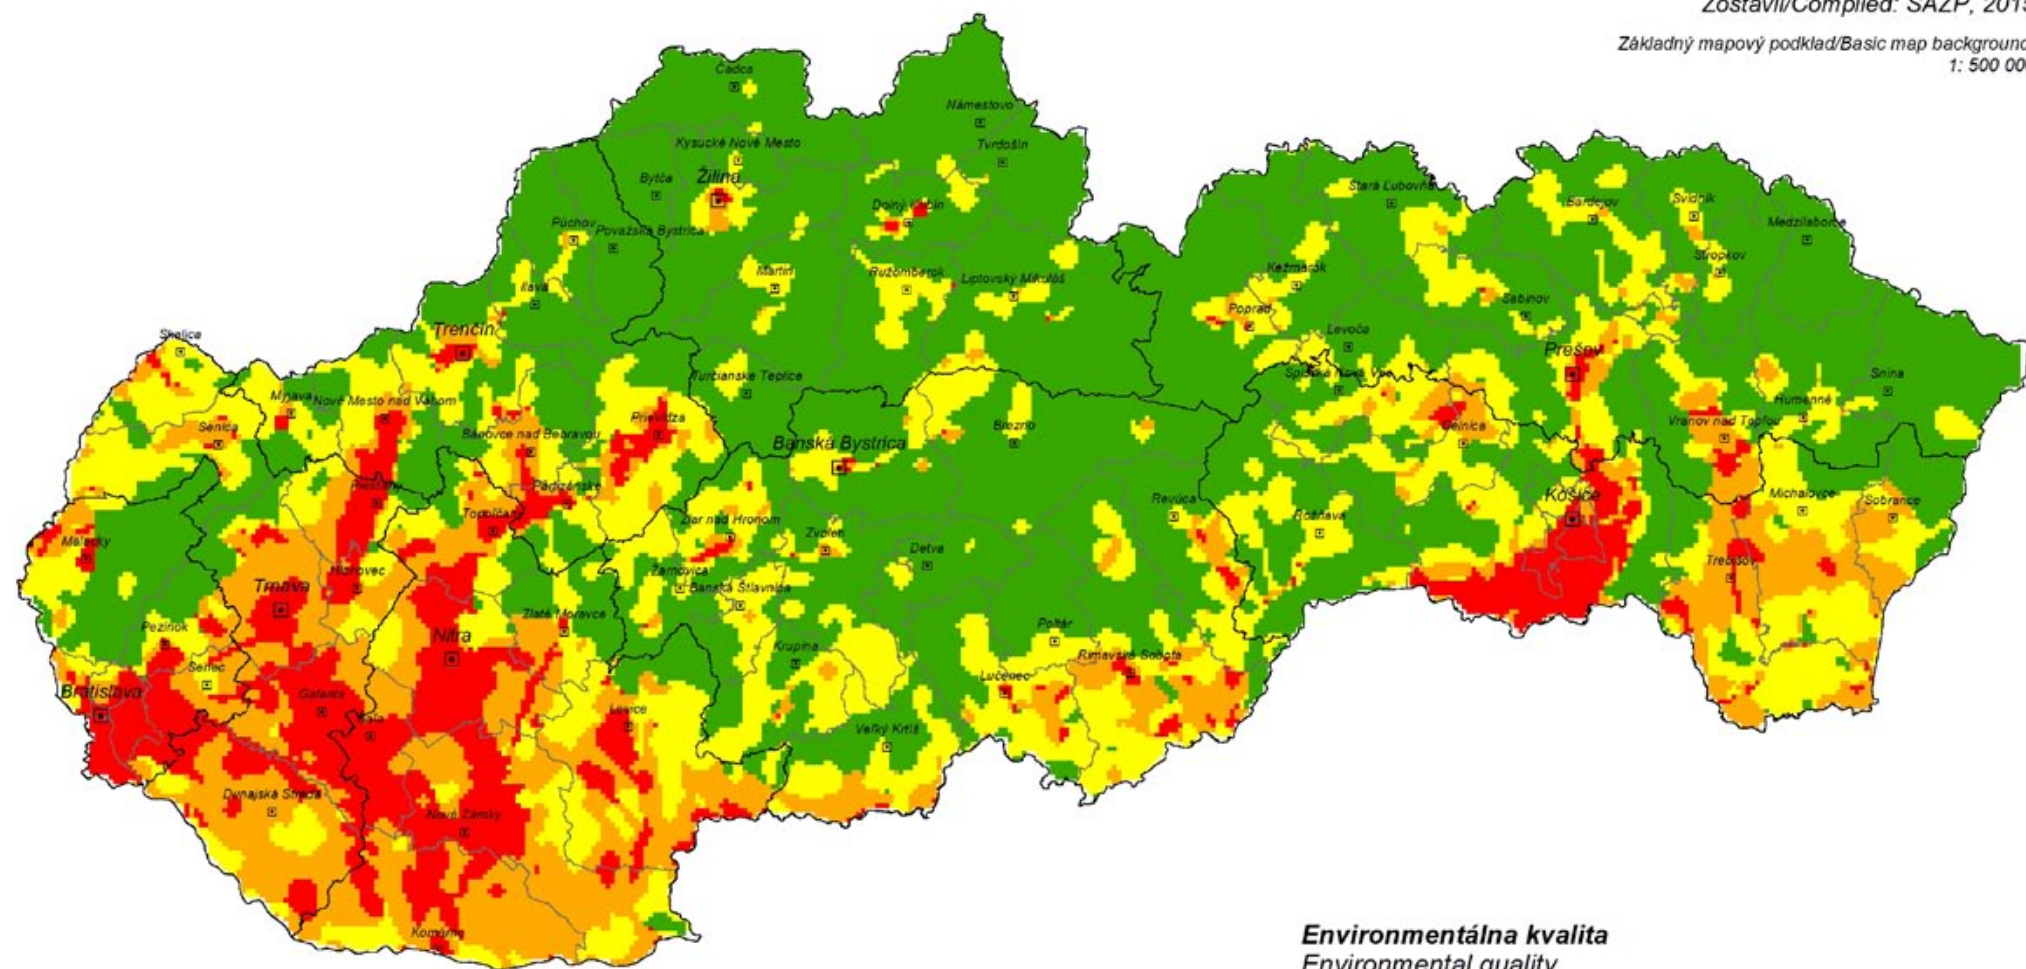 Zostavil/Compiled: SAŽP, 2015
Základný mapový podklad/Basic map background
1: 500 00
Čadca
Námestovo
Kysucké Nové Mesto
Tvrdošín
Bytča
Žilina
Stará Ľubovňa
Dolný Kubín
Bardejov
Svidník
Púchov
Považská Bystrica
Medzilaborce
Stropkov
Martin
Ružomberok
Liptovský Mikuláš
Kežmarok
Ilava
Sabinov
Poprad
Trenčín
Levoča
Skalica
Prešov
Turčianske Teplice
Spišská Nová Ves
Snina
Myjava
Nové Mesto nad Váhom
Humenné
Prievidza
Senica
Bánovce nad Bebravou
Brezno
Gelnica
Vranov nad Topľou
Banská Bystrica
Piešťany
Partizánske
Revúca
Košice
Michalovce
Sobrance
Topoľčany
Žiar nad Hronom
Rožňava
Zvolen
Malacky
Detva
Trebišov
Hlohovec
Žarnovica
Trnava
Banská Štiavnica
Zlaté Moravce
Pezinok
Nitra
Poltár
Krupina
Rimavská Sobota
Senec
Lučenec
Bratislava
Galanta
Levice
Šaľa
Veľký Krtíš
Dunajská Streda
Nové Zámky
Komárno
Environmentálna kvalita
Environmental quality